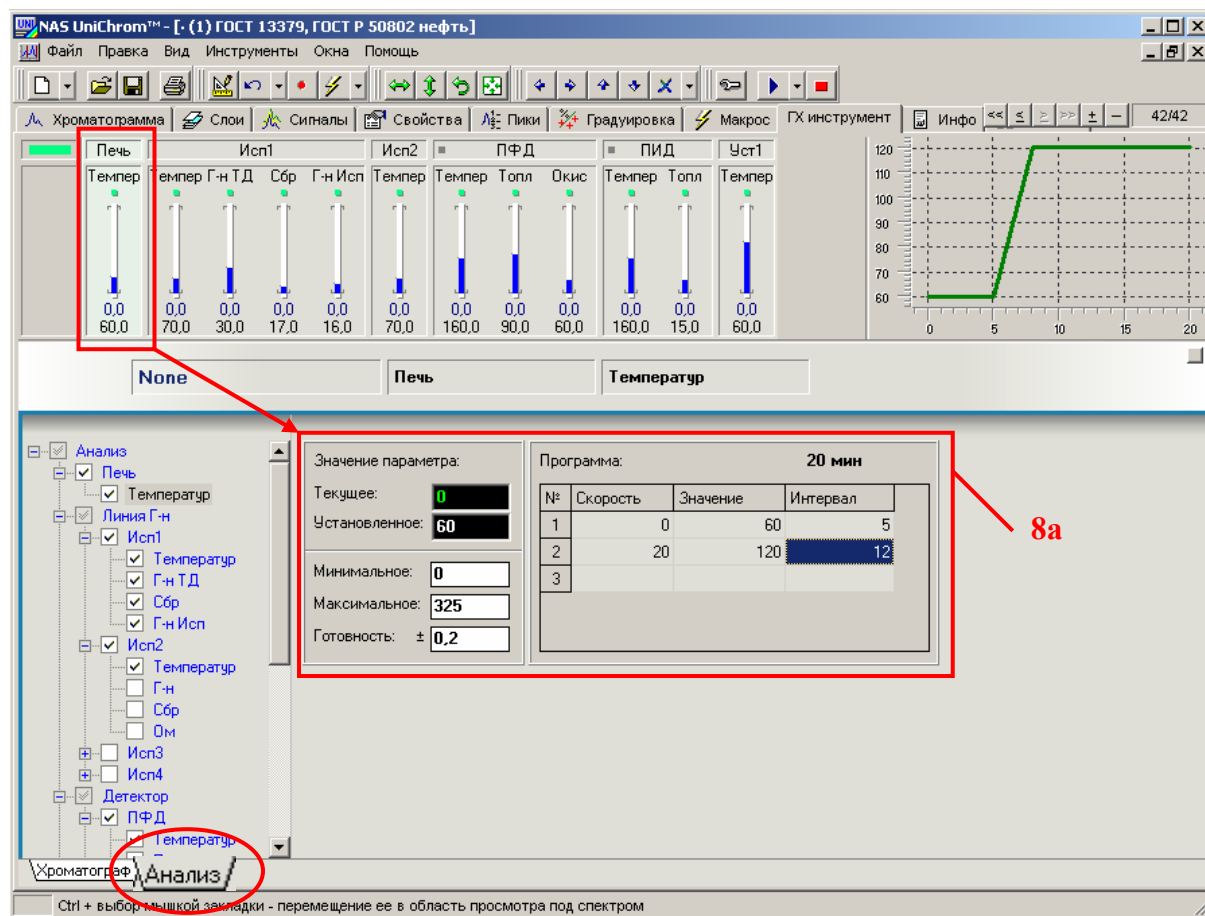 NAS UniChrom™ - [· (1) ГОСТ 13379, ГОСТ Р 50802 нефть]
Файл Правка Вид Инструменты Окна Помощь
Хроматограмма Слои Сигналы Свойства Пики Градуировка Макрос ГХ инструмент Инфо << ≤ ≥ >> ± − 42/42
Печь Исп1 Исп2 ПФД ПИД Уст1
Темпер Темпер Г-н ТД Сбр Г-н Исп Темпер Темпер Топл Окис Темпер Топл Темпер
0,0 0,0 0,0 0,0 0,0 0,0 0,0 0,0 0,0 0,0 0,0 0,0
60,0 70,0 30,0 17,0 16,0 70,0 160,0 90,0 60,0 160,0 15,0 60,0
120
110
100
90
80
70
60
0 5 10 15 20
None Печь Температур
Анализ
Печь
Температур
Линия Г-н
Исп1
Температур
Г-н ТД
Сбр
Г-н Исп
Исп2
Температур
Г-н
Сбр
Ом
Исп3
Исп4
Детектор
ПФД
Температур
Значение параметра:
Текущее: 0
Установленное: 60
Минимальное: 0
Максимальное: 325
Готовность: ± 0,2
Программа: 20 мин
№ Скорость Значение Интервал
1 0 60 5
2 20 120 12
3
8а
Хроматограф Анализ
Ctrl + выбор мышкой закладки - перемещение ее в область просмотра под спектром